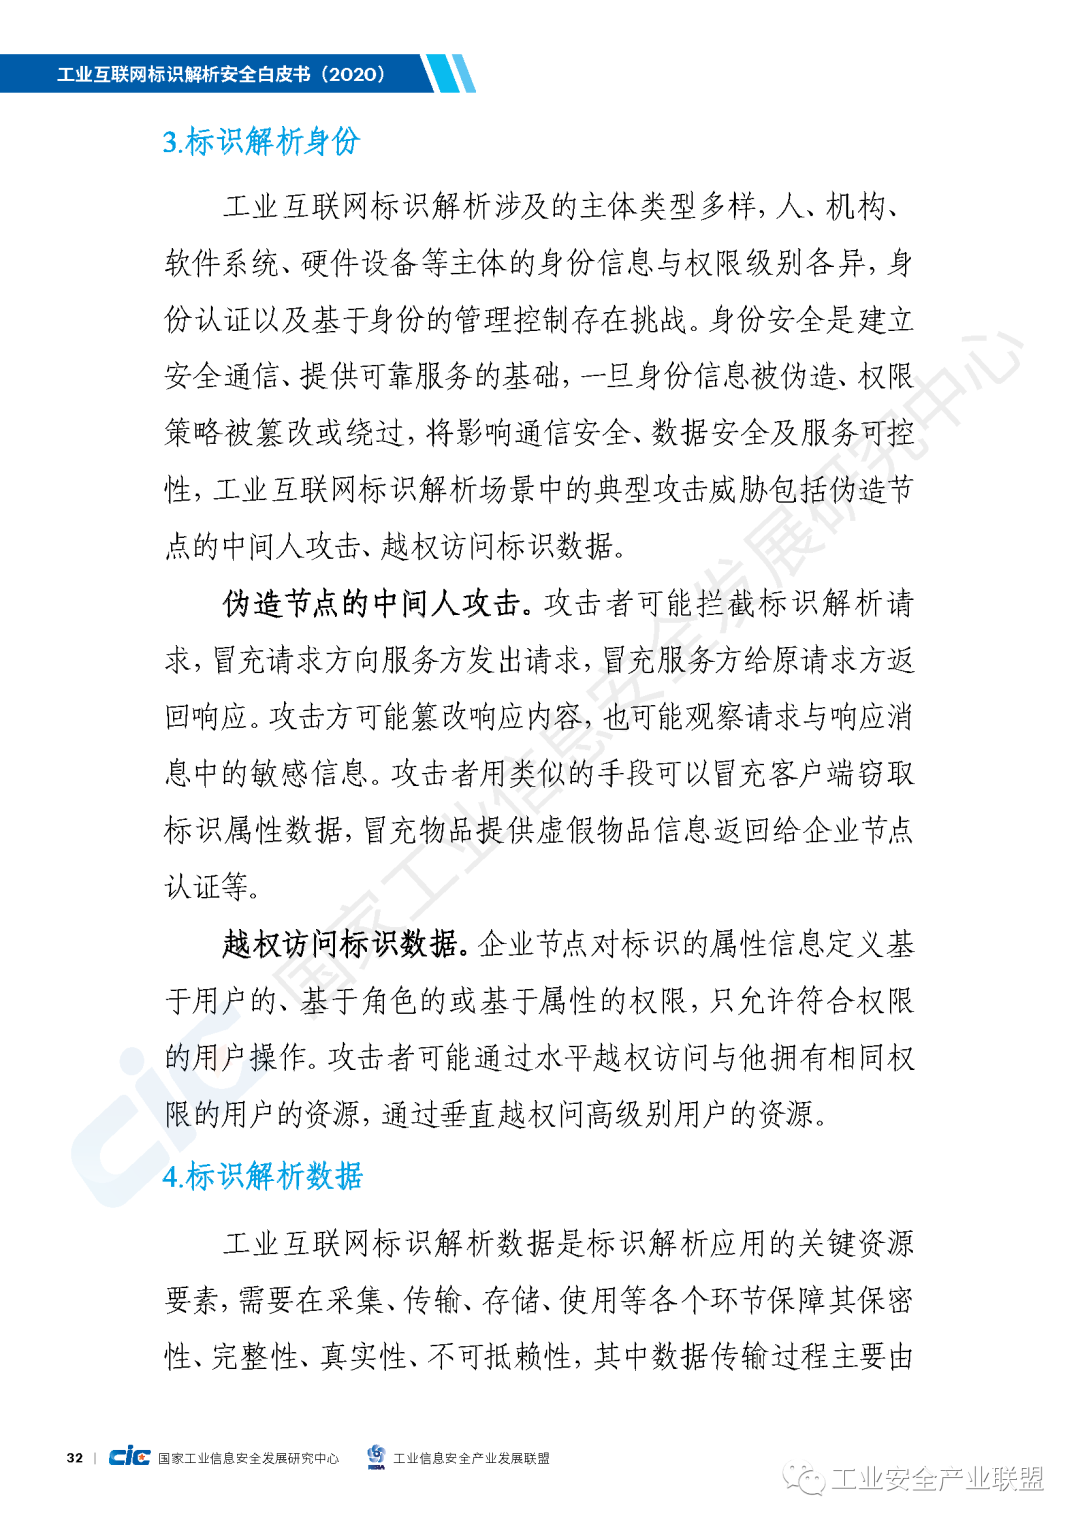 工业互联网标识解析安全白皮书（2020）
3.标识解析身份
工业互联网标识解析涉及的主体类型多样，人、机构、
软件系统、硬件设备等主体的身份信息与权限级别各异，身
份认证以及基于身份的管理控制存在挑战。身份安全是建立
安全通信、提供可靠服务的基础，一旦身份信息被伪造、权限
策略被篡改或绕过，将影响通信安全、数据安全及服务可控
性，工业互联网标识解析场景中的典型攻击威胁包括伪造节
点的中间人攻击、越权访问标识数据。
伪造节点的中间人攻击。攻击者可能拦截标识解析请
求，冒充请求方向服务方发出请求，冒充服务方给原请求方返
回响应。攻击方可能篡改响应内容，也可能观察请求与响应消
息中的敏感信息。攻击者用类似的手段可以冒充客户端窃取
标识属性数据，冒充物品提供虚假物品信息返回给企业节点
认证等。
越权访问标识数据。企业节点对标识的属性信息定义基
于用户的、基于角色的或基于属性的权限，只允许符合权限
的用户操作。攻击者可能通过水平越权访问与他拥有相同权
限的用户的资源，通过垂直越权问高级别用户的资源。
4.标识解析数据
工业互联网标识解析数据是标识解析应用的关键资源
要素，需要在采集、传输、存储、使用等各个环节保障其保密
性、完整性、真实性、不可抵赖性，其中数据传输过程主要由
国家工业信息安全发展研究中心
cic
32 | cic 国家工业信息安全发展研究中心 工业信息安全产业发展联盟
工业安全产业联盟